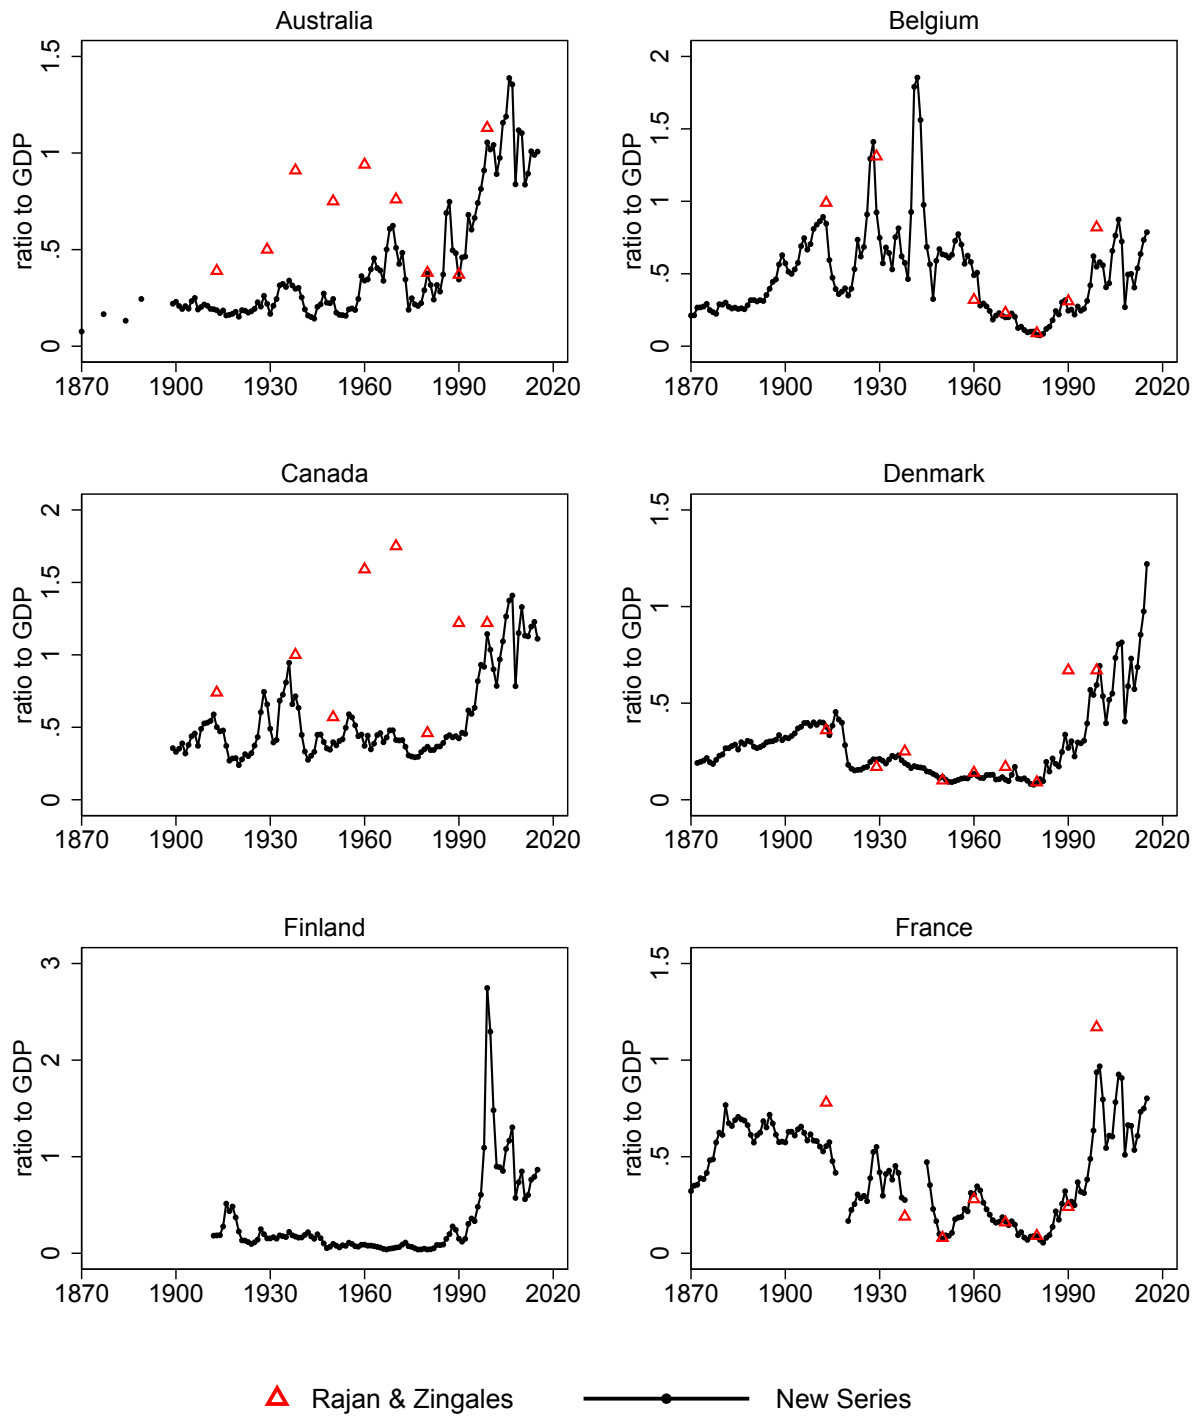 Australia
ratio to GDP
0 .5 1 1.5
1870 1900 1930 1960 1990 2020
Belgium
ratio to GDP
0 .5 1 1.5 2
1870 1900 1930 1960 1990 2020
Canada
ratio to GDP
0 .5 1 1.5 2
1870 1900 1930 1960 1990 2020
Denmark
ratio to GDP
0 .5 1 1.5
1870 1900 1930 1960 1990 2020
Finland
ratio to GDP
0 1 2 3
1870 1900 1930 1960 1990 2020
France
ratio to GDP
0 .5 1 1.5
1870 1900 1930 1960 1990 2020
Rajan & Zingales
New Series